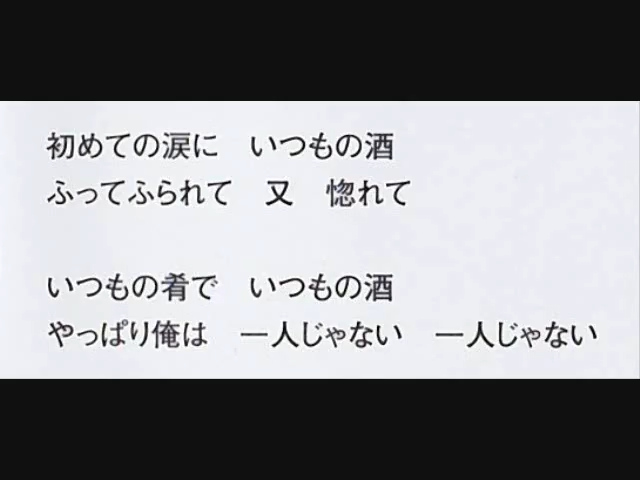 初めての涙に　いつもの酒
ふってふられて　又　惚れて
いつもの肴で　いつもの酒
やっぱり俺は　一人じゃない　一人じゃない